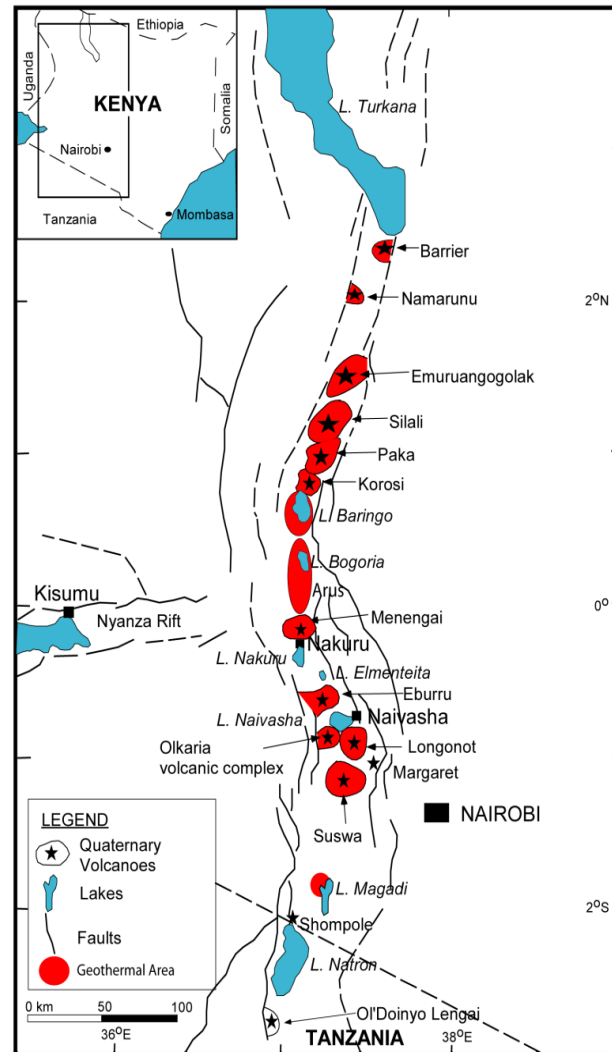 Ethiopia
Uganda
KENYA
Somalia
Nairobi
Tanzania
Mombasa
L. Turkana
Barrier
Namarunu
2°N
Emuruangogolak
Silali
Paka
Korosi
L. Baringo
L. Bogoria
Arus
Kisumu
0°
Nyanza Rift
Menengai
Nakuru
L. Nakuru
L. Elmenteita
Eburru
L. Naivasha
Naivasha
Olkaria
volcanic complex
Longonot
Margaret
NAIROBI
Suswa
LEGEND
Quaternary
Volcanoes
Lakes
Faults
Geothermal Area
L. Magadi
2°S
Shompole
L. Natron
0 km 50 100
Ol'Doinyo Lengai
36°E
TANZANIA
38°E